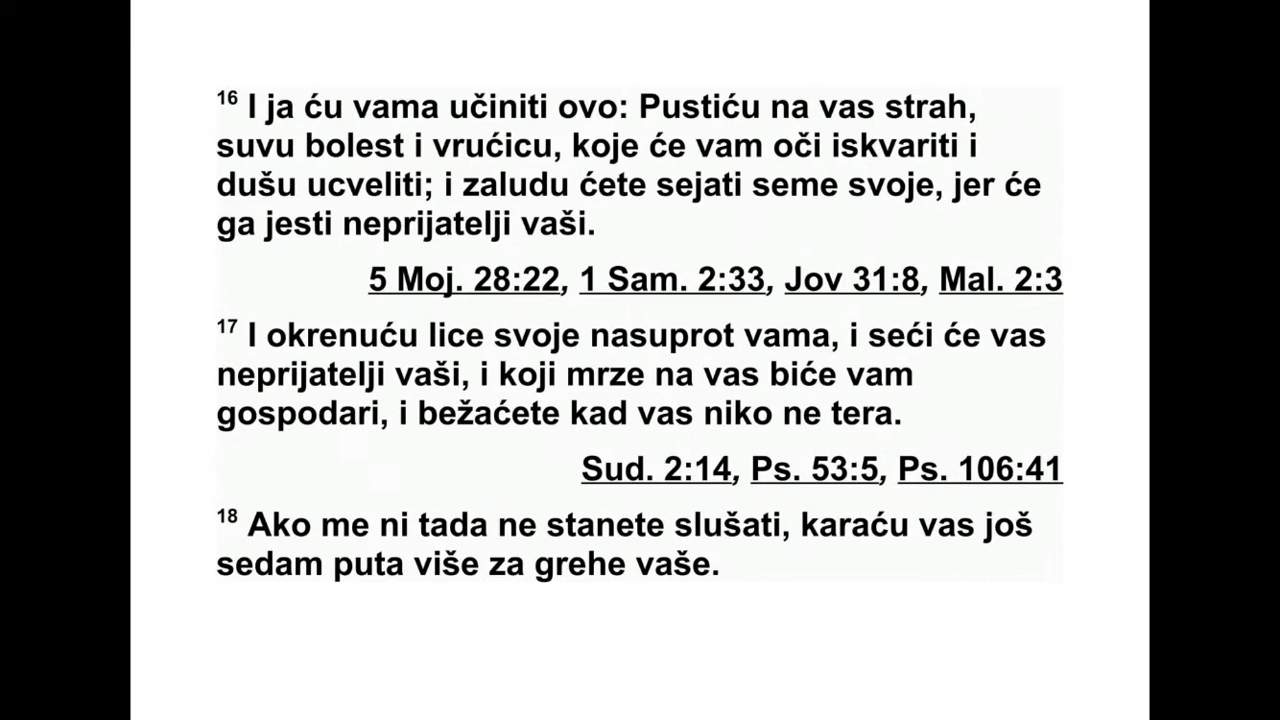 16 I ja ću vama učiniti ovo: Pustiću na vas strah,
suvu bolest i vrućicu, koje će vam oči iskvariti i
dušu ucveliti; i zaludu ćete sejati seme svoje, jer će
ga jesti neprijatelji vaši.
5 Moj. 28:22, 1 Sam. 2:33, Jov 31:8, Mal. 2:3
17 I okrenuću lice svoje nasuprot vama, i seći će vas
neprijatelji vaši, i koji mrze na vas biće vam
gospodari, i bežaćete kad vas niko ne tera.
Sud. 2:14, Ps. 53:5, Ps. 106:41
18 Ako me ni tada ne stanete slušati, karaću vas još
sedam puta više za grehe vaše.